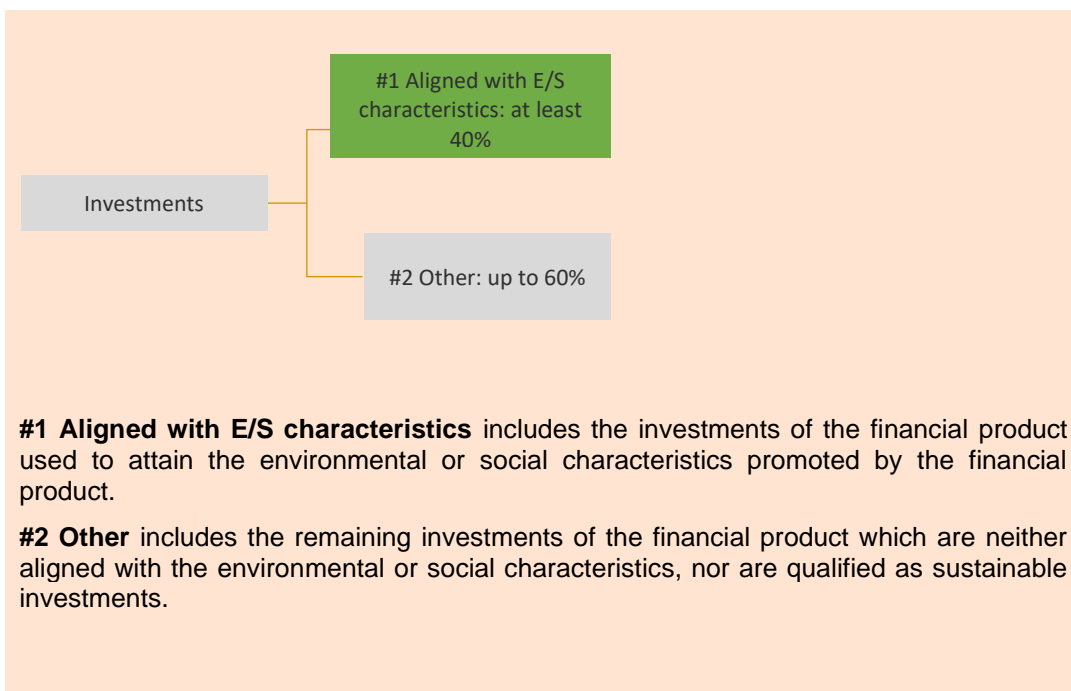 #1 Aligned with E/S
characteristics: at least
40%
Investments
#2 Other: up to 60%
#1 Aligned with E/S characteristics includes the investments of the financial product
used to attain the environmental or social characteristics promoted by the financial
product.
#2 Other includes the remaining investments of the financial product which are neither
aligned with the environmental or social characteristics, nor are qualified as sustainable
investments.